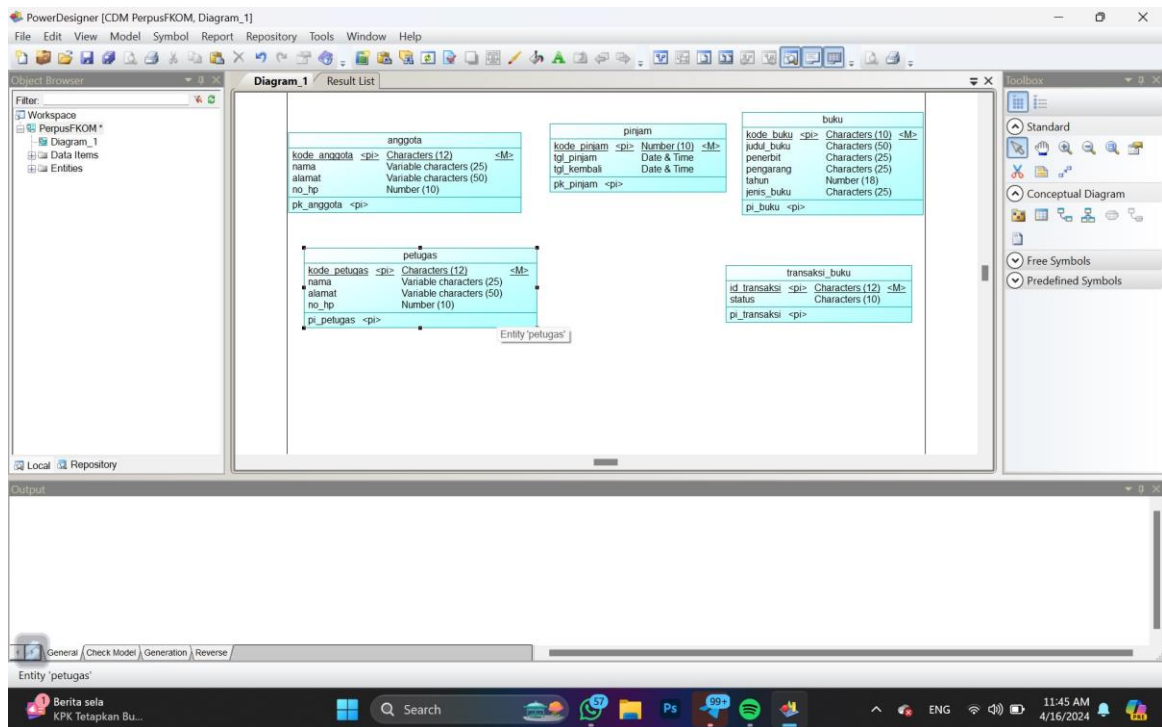 PowerDesigner [CDM PerpusFKOM, Diagram_1]
File Edit View Model Symbol Report Repository Tools Window Help
Object Browser
Filter:
Workspace
PerpusFKOM *
Diagram_1
Data Items
Entities
Local Repository
Diagram_1 Result List
anggota
kode_anggota <pi> Characters (12) <M>
nama Variable characters (25)
alamat Variable characters (50)
no_hp Number (10)
pk_anggota <pi>
pinjam
kode_pinjam <pi> Number (10) <M>
tgl_pinjam Date & Time
tgl_kembali Date & Time
pk_pinjam <pi>
buku
kode_buku <pi> Characters (10) <M>
judul_buku Characters (50)
penerbit Characters (25)
pengarang Characters (25)
tahun Number (18)
jenis_buku Characters (25)
pi_buku <pi>
petugas
kode_petugas <pi> Characters (12) <M>
nama Variable characters (25)
alamat Variable characters (50)
no_hp Number (10)
pi_petugas <pi>
Entity 'petugas'
transaksi_buku
id_transaksi <pi> Characters (12) <M>
status Characters (10)
pi_transaksi <pi>
Toolbox
Standard
Conceptual Diagram
Free Symbols
Predefined Symbols
Output
General Check Model Generation Reverse
Entity 'petugas'
1
Berita sela
KPK Tetapkan Bu...
Search
57
Ps
99+
ENG
11:45 AM
4/16/2024